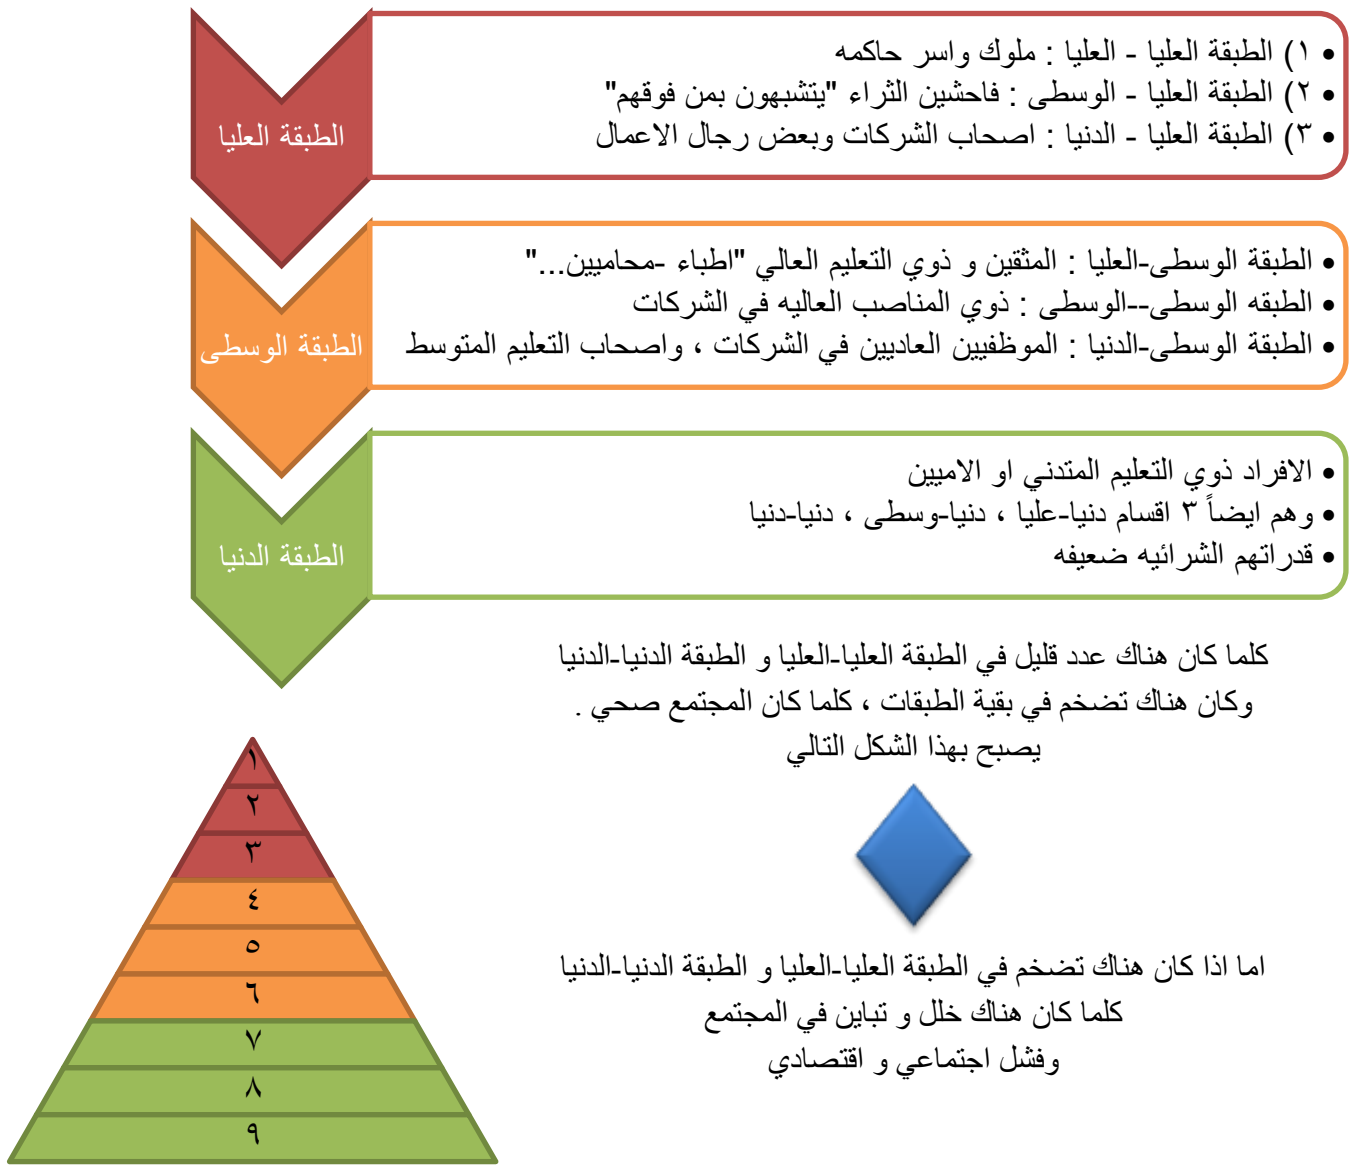 الطبقة العليا
• ١) الطبقة العليا - العليا : ملوك واسر حاكمه
• ٢) الطبقة العليا - الوسطى : فاحشين الثراء "يتشبهون بمن فوقهم"
• ٣) الطبقة العليا - الدنيا : اصحاب الشركات وبعض رجال الاعمال
الطبقة الوسطى
• الطبقة الوسطى-العليا : المثقين و ذوي التعليم العالي "اطباء -محاميين..."
• الطبقه الوسطى--الوسطى : ذوي المناصب العاليه في الشركات
• الطبقة الوسطى-الدنيا : الموظفيين العاديين في الشركات ، واصحاب التعليم المتوسط
الطبقة الدنيا
• الافراد ذوي التعليم المتدني او الاميين
• وهم ايضاً ٣ اقسام دنيا-عليا ، دنيا-وسطى ، دنيا-دنيا
• قدراتهم الشرائيه ضعيفه
كلما كان هناك عدد قليل في الطبقة العليا-العليا و الطبقة الدنيا-الدنيا
وكان هناك تضخم في بقية الطبقات ، كلما كان المجتمع صحي .
يصبح بهذا الشكل التالي
اما اذا كان هناك تضخم في الطبقة العليا-العليا و الطبقة الدنيا-الدنيا
كلما كان هناك خلل و تباين في المجتمع
وفشل اجتماعي و اقتصادي
١
٢
٣
٤
٥
٦
٧
٨
٩